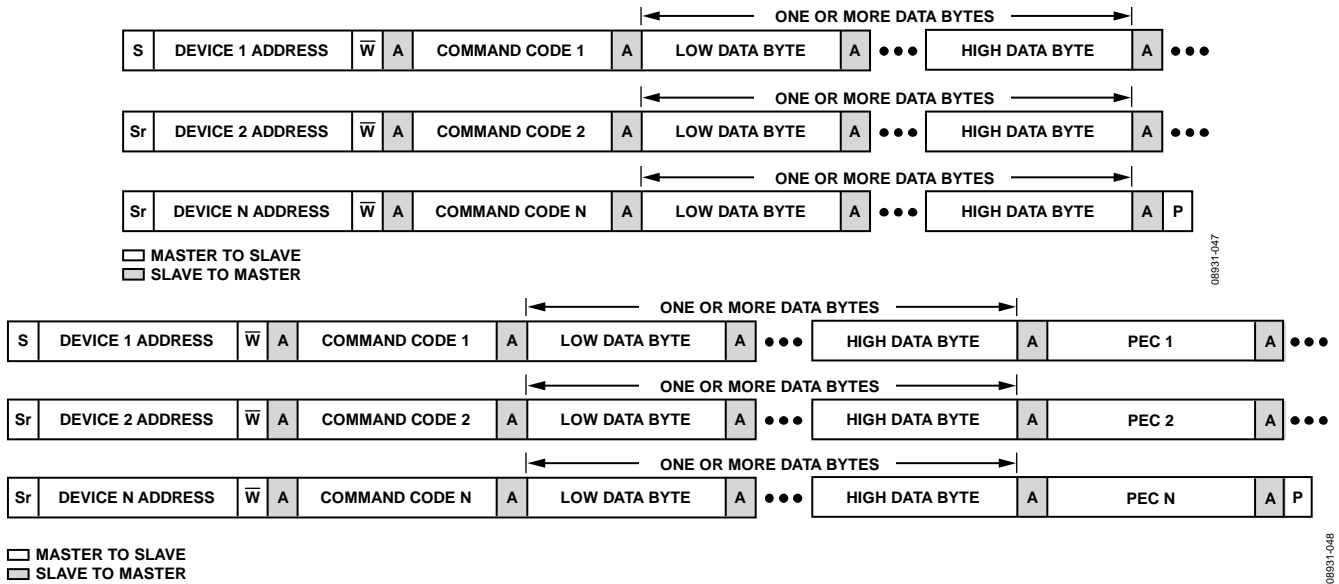 ONE OR MORE DATA BYTES
S DEVICE 1 ADDRESS W̅ A COMMAND CODE 1 A LOW DATA BYTE A ●●● HIGH DATA BYTE A ●●●
ONE OR MORE DATA BYTES
Sr DEVICE 2 ADDRESS W̅ A COMMAND CODE 2 A LOW DATA BYTE A ●●● HIGH DATA BYTE A ●●●
ONE OR MORE DATA BYTES
Sr DEVICE N ADDRESS W̅ A COMMAND CODE N A LOW DATA BYTE A ●●● HIGH DATA BYTE A P
MASTER TO SLAVE
SLAVE TO MASTER
08931-047
ONE OR MORE DATA BYTES
S DEVICE 1 ADDRESS W̅ A COMMAND CODE 1 A LOW DATA BYTE A ●●● HIGH DATA BYTE A PEC 1 A ●●●
ONE OR MORE DATA BYTES
Sr DEVICE 2 ADDRESS W̅ A COMMAND CODE 2 A LOW DATA BYTE A ●●● HIGH DATA BYTE A PEC 2 A ●●●
ONE OR MORE DATA BYTES
Sr DEVICE N ADDRESS W̅ A COMMAND CODE N A LOW DATA BYTE A ●●● HIGH DATA BYTE A PEC N A P
MASTER TO SLAVE
SLAVE TO MASTER
08931-048